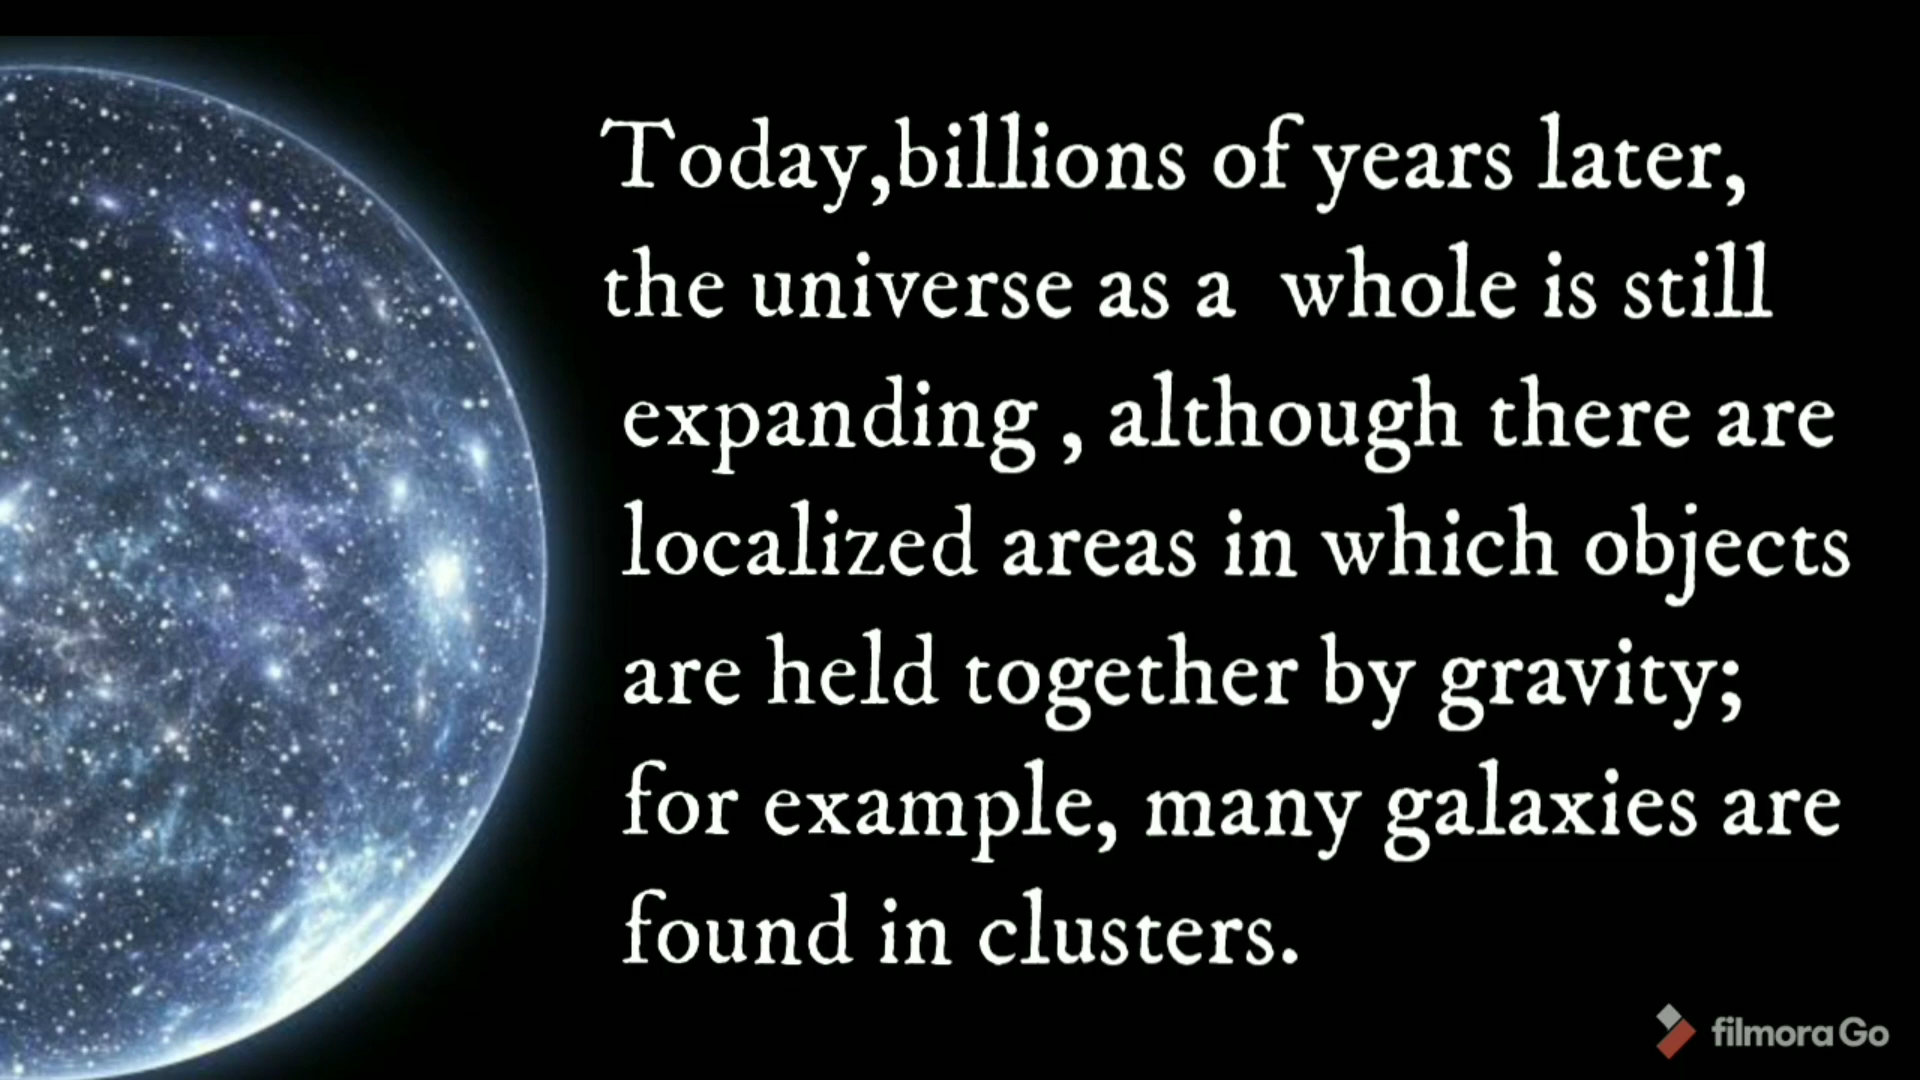 Today,billions of years later,
the universe as a  whole is still
expanding , although there are
localized areas in which objects
are held together by gravity;
for example, many galaxies are
found in clusters.
filmora Go